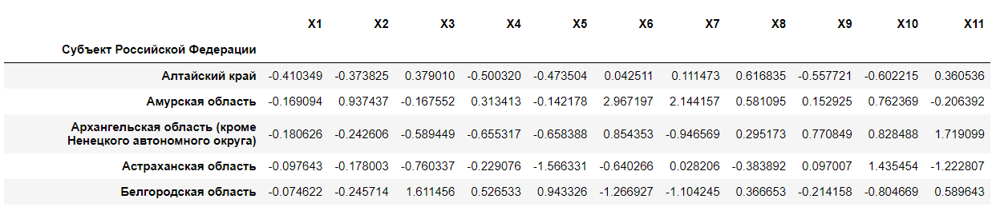 X1 X2 X3 X4 X5 X6 X7 X8 X9 X10 X11
Субъект Российской Федерации
Алтайский край -0.410349 -0.373825 0.379010 -0.500320 -0.473504 0.042511 0.111473 0.616835 -0.557721 -0.602215 0.360536
Амурская область -0.169094 0.937437 -0.167552 0.313413 -0.142178 2.967197 2.144157 0.581095 0.152925 0.762369 -0.206392
Архангельская область (кроме
Ненецкого автономного округа) -0.180626 -0.242606 -0.589449 -0.655317 -0.658388 0.854353 -0.946569 0.295173 0.770849 0.828488 1.719099
Астраханская область -0.097643 -0.178003 -0.760337 -0.229076 -1.566331 -0.640266 0.028206 -0.383892 0.097007 1.435454 -1.222807
Белгородская область -0.074622 -0.245714 1.611456 0.526533 0.943326 -1.266927 -1.104245 0.366653 -0.214158 -0.804669 0.589643